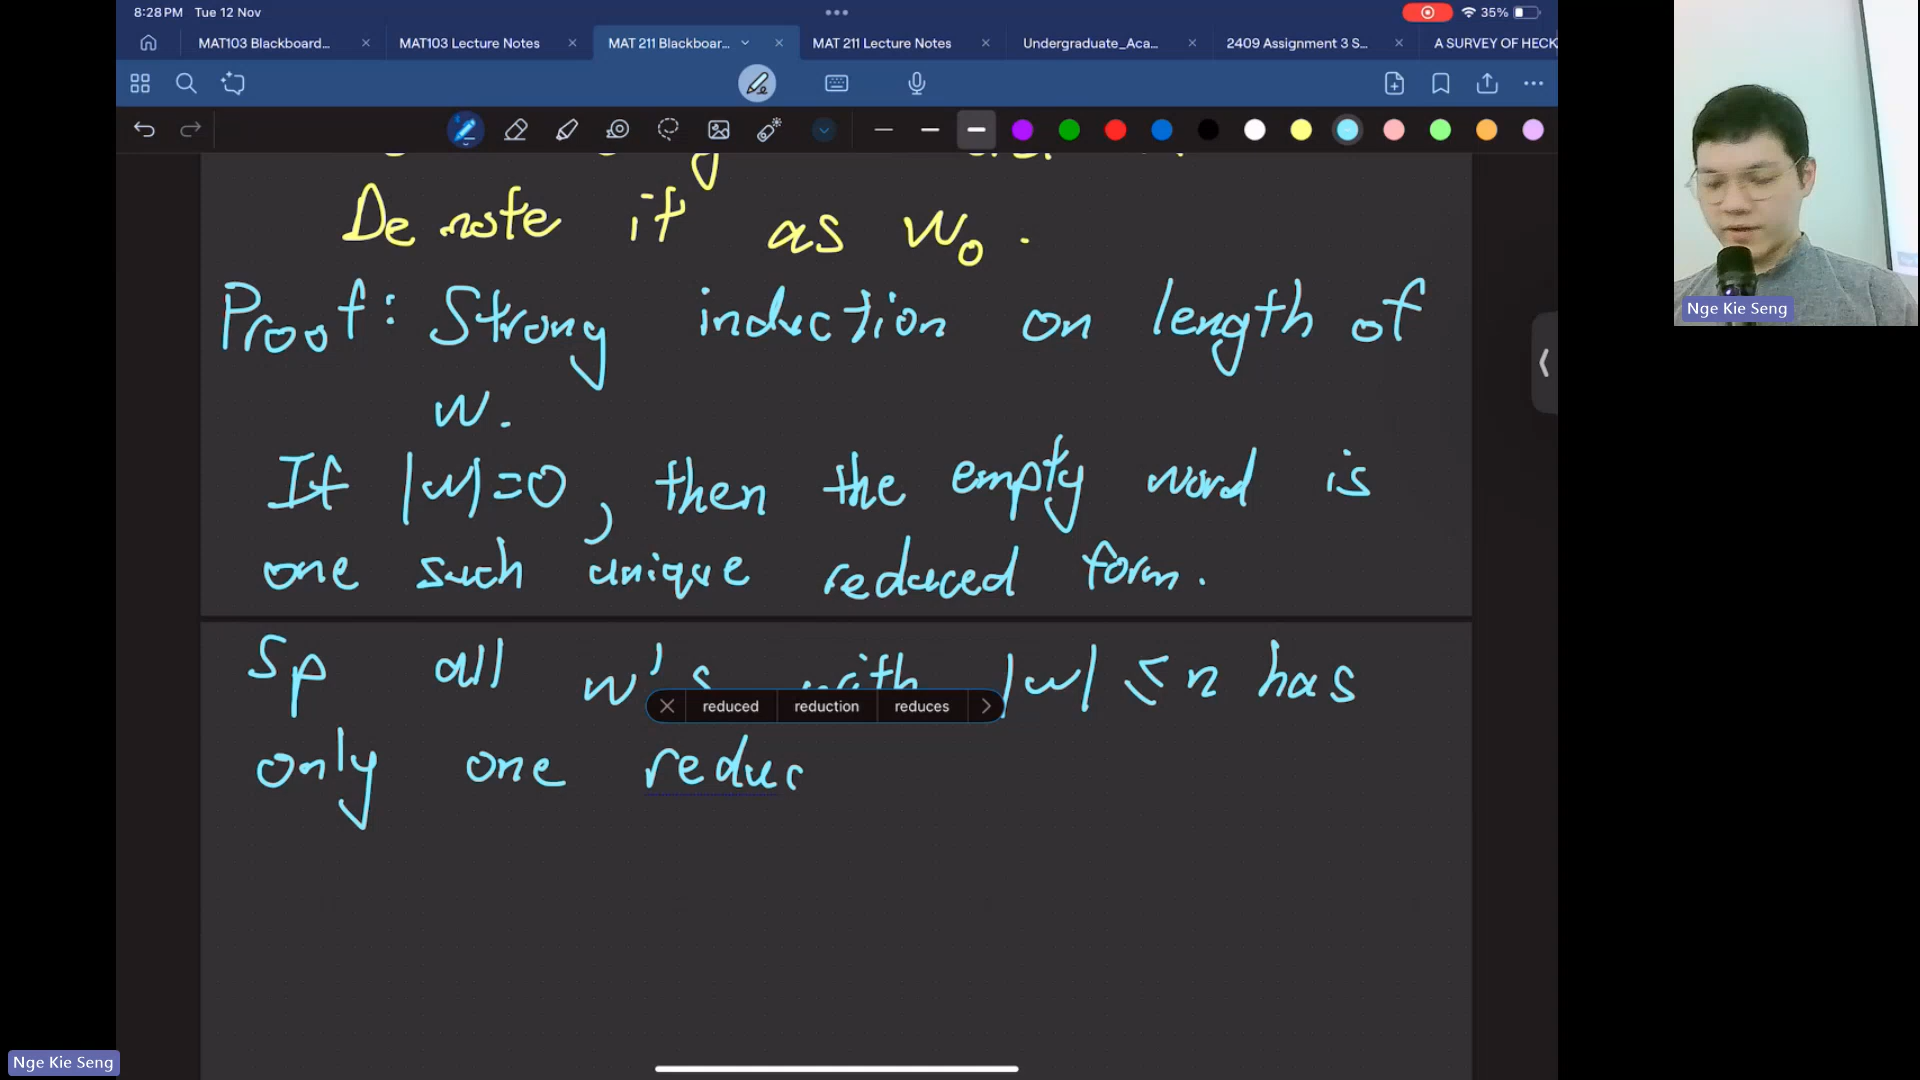 8:28 PM Tue 12 Nov
35%
MAT103 Blackboard...
MAT103 Lecture Notes
MAT 211 Blackboar...
MAT 211 Lecture Notes
Undergraduate_Aca...
2409 Assignment 3 S...
A SURVEY OF HECK
Denote it as w₀.
Proof: Strong induction on length of
w.
If |w|=0, then the empty word is
one such unique reduced form.
Sp all w's with |w| ≤ n has
reduced reduction reduces
only one reduc
Nge Kie Seng
Nge Kie Seng